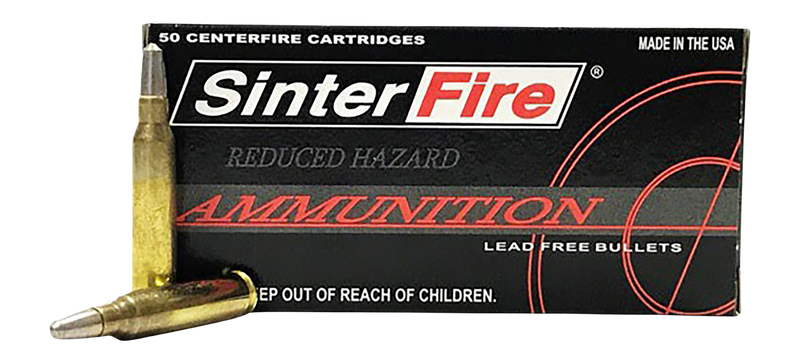 50 CENTERFIRE CARTRIDGES
MADE IN THE USA
SinterFire®
REDUCED HAZARD
AMMUNITION
LEAD FREE BULLETS
EP OUT OF REACH OF CHILDREN.